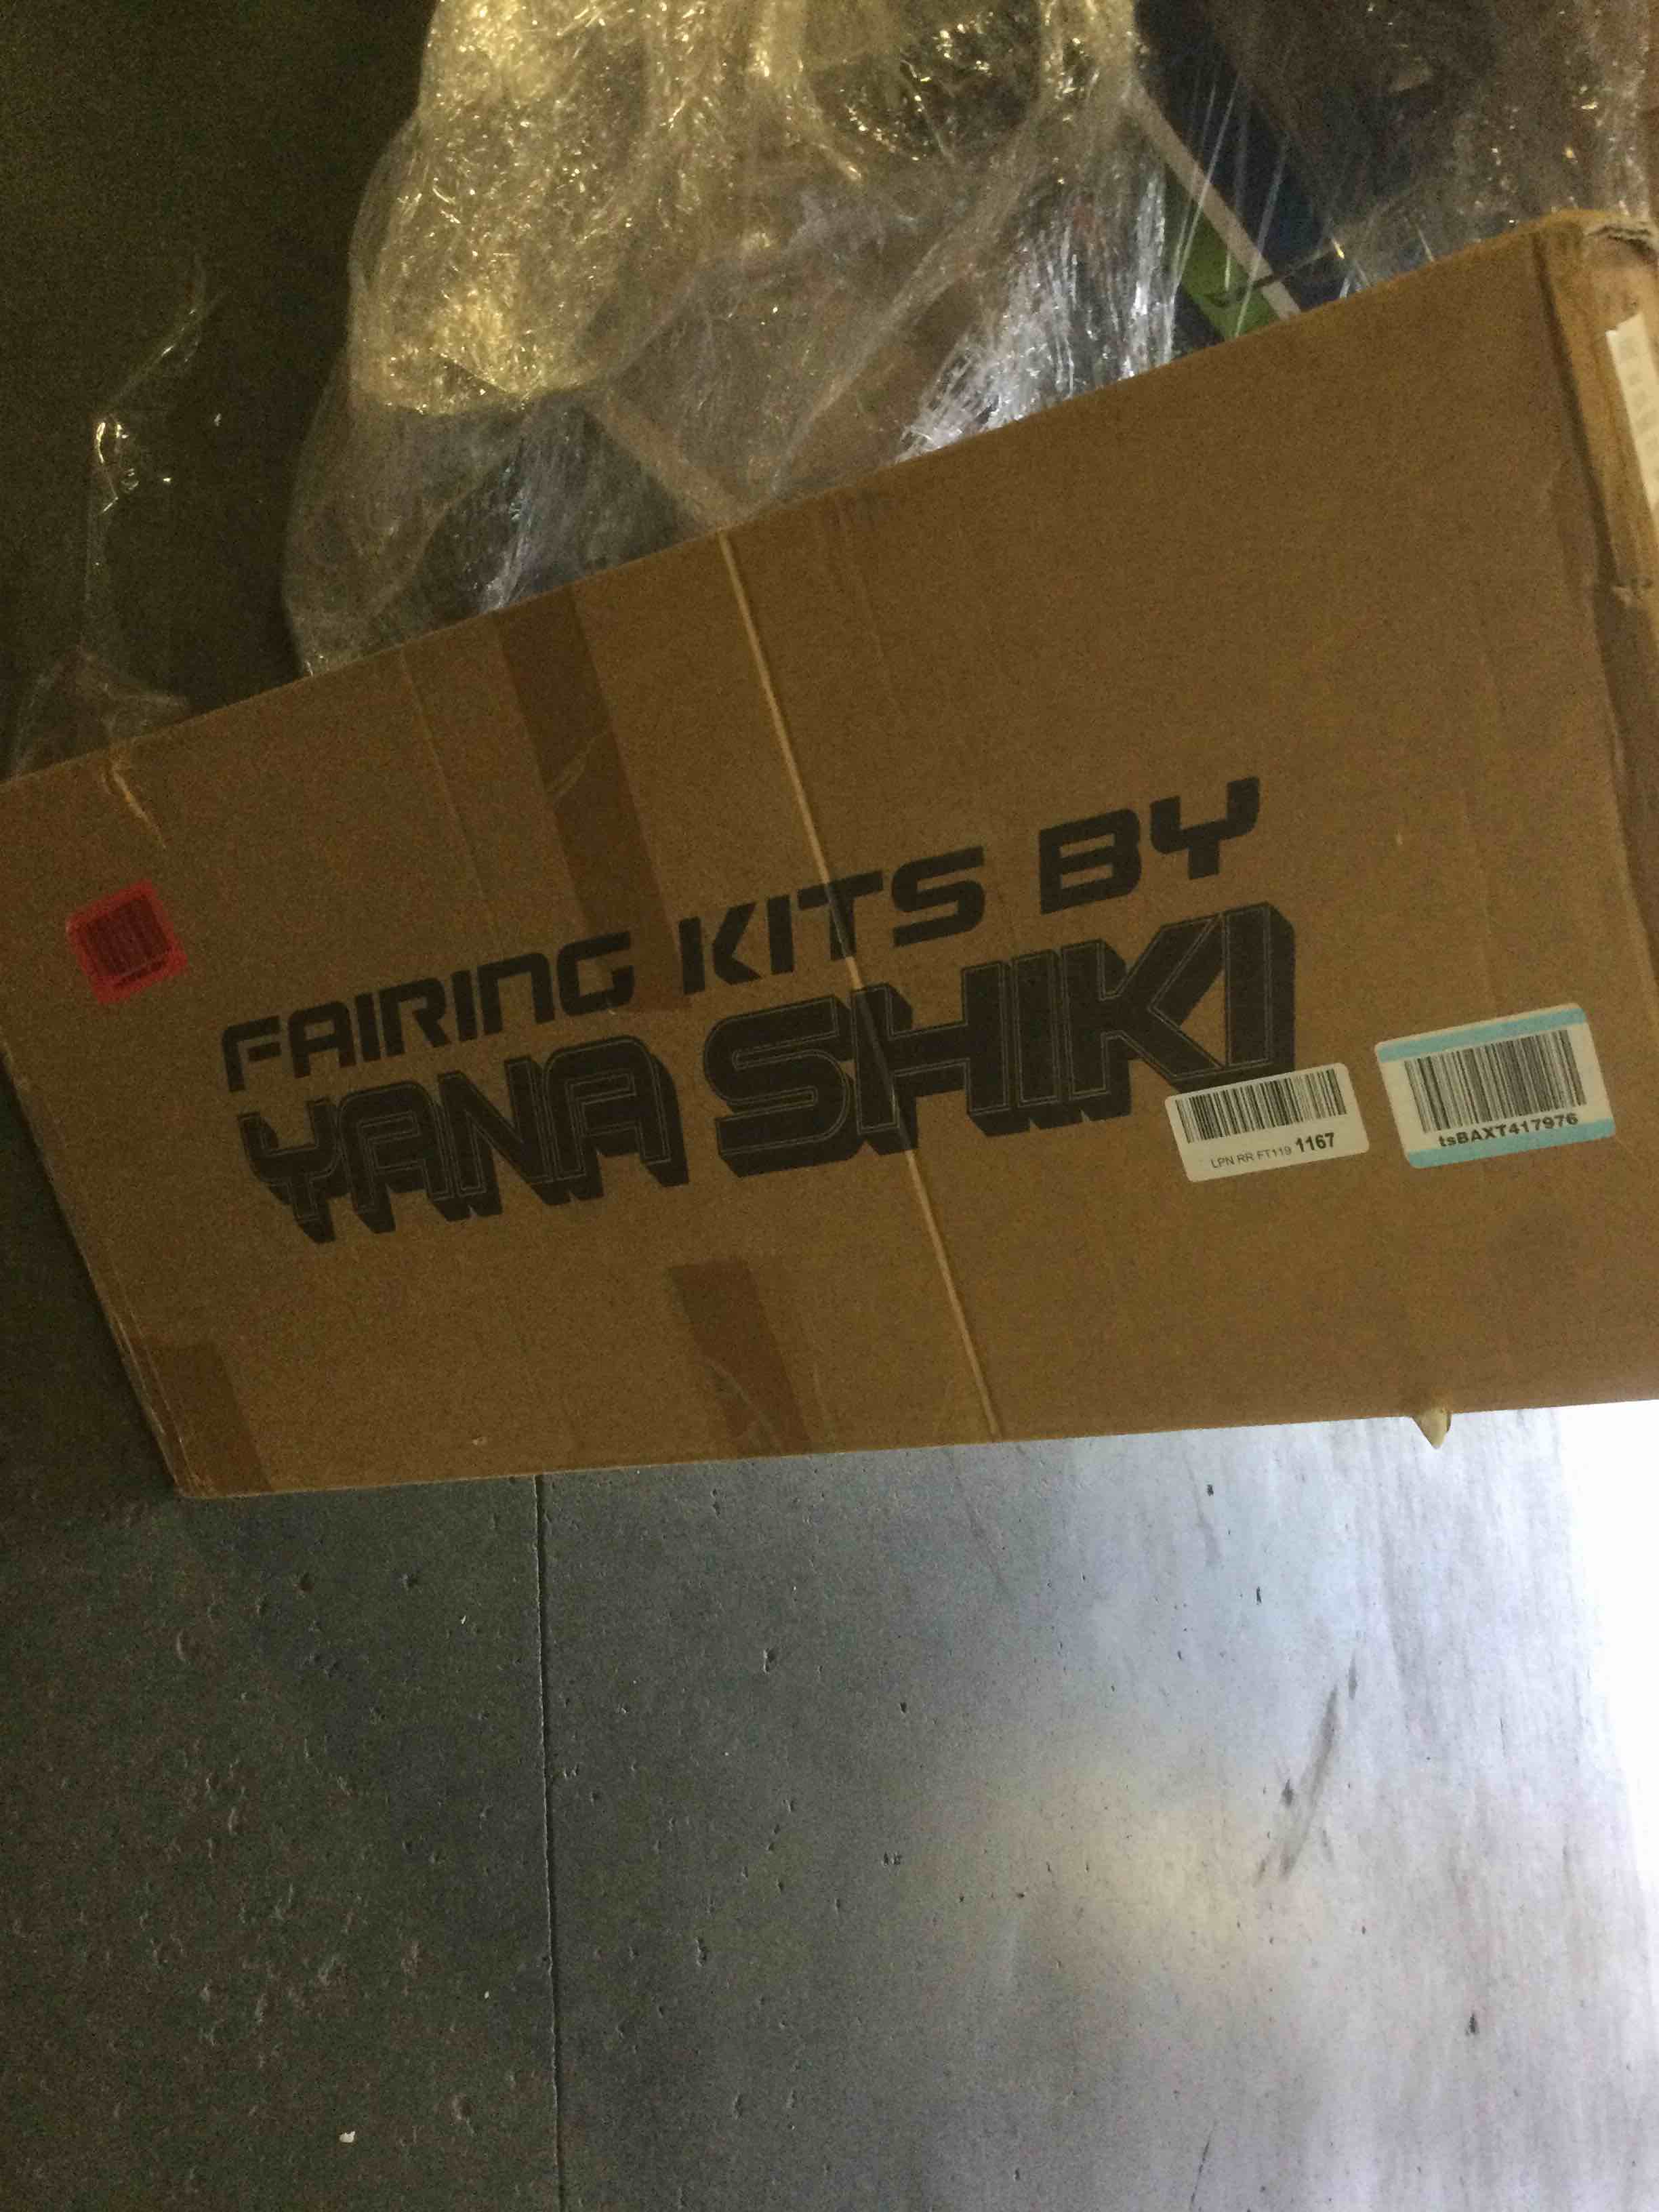 FAIRING KITS BY
YANA SHIKI
LPN RR FT119 1167
tsBAXT417976